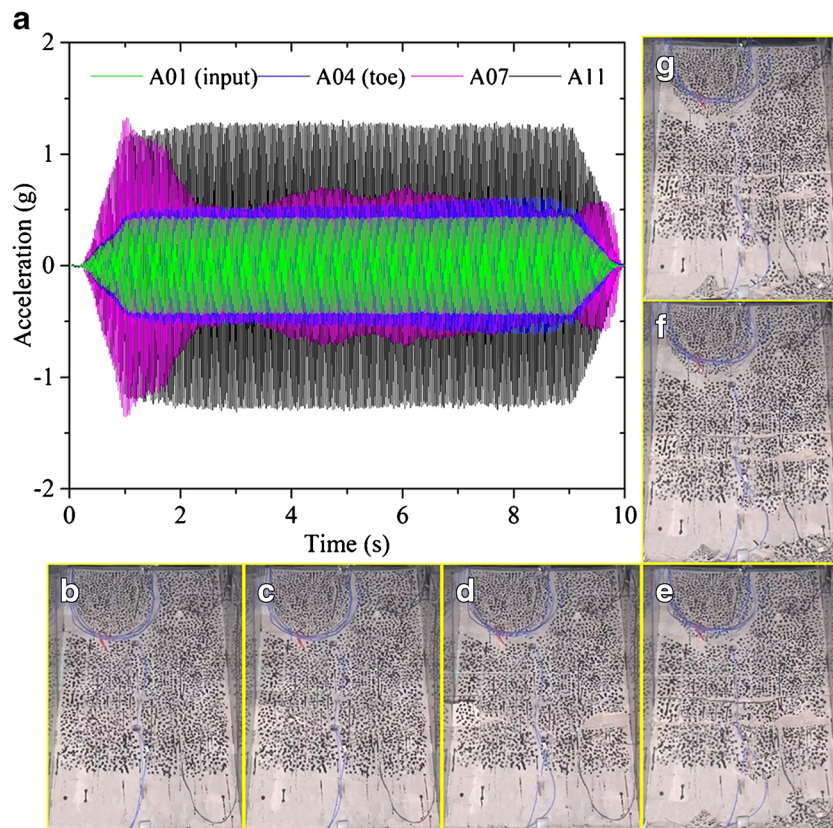 a
2
A01 (input) A04 (toe) A07 A11
1
0
-1
-2
Acceleration (g)
0 2 4 6 8 10
Time (s)
g
f
b c d e